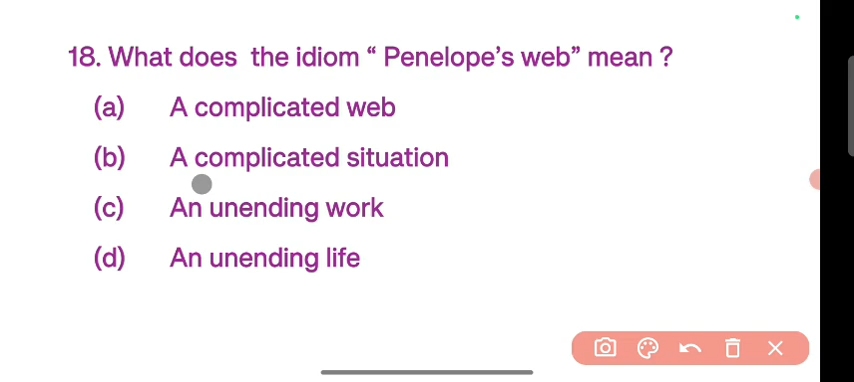 18. What does the idiom “ Penelope’s web” mean ?
(a) A complicated web
(b) A complicated situation
(c) An unending work
(d) An unending life